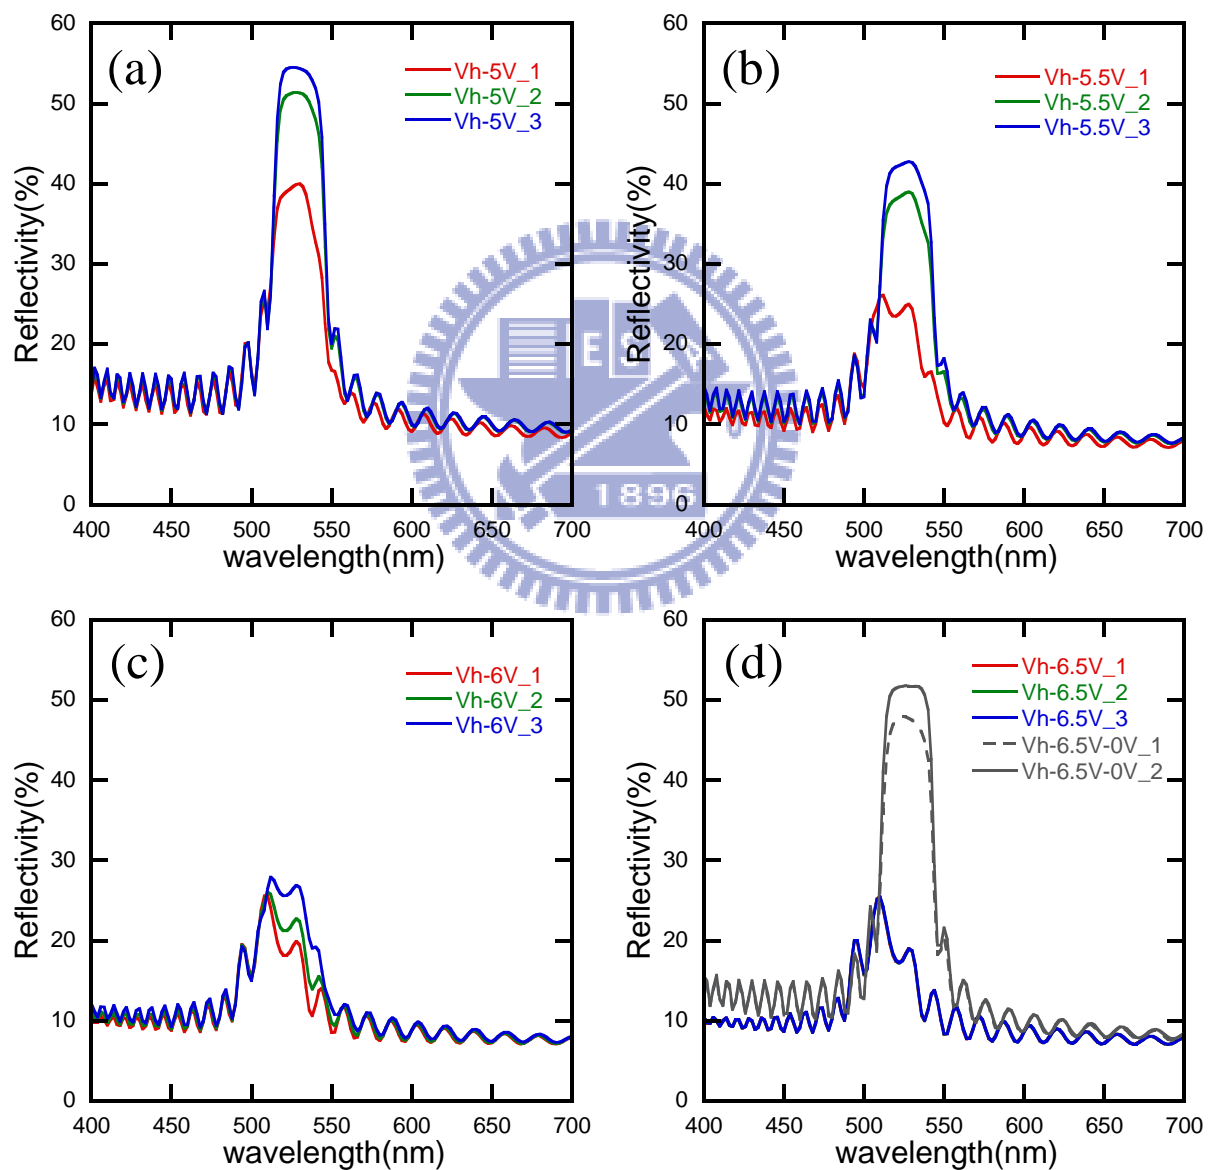 (a)
Vh-5V_1
Vh-5V_2
Vh-5V_3
Reflectivity(%)
60
50
40
30
20
10
0
400 450 500 550 600 650 700
wavelength(nm)
(b)
Vh-5.5V_1
Vh-5.5V_2
Vh-5.5V_3
Reflectivity(%)
60
50
40
30
20
10
0
400 450 500 550 600 650 700
wavelength(nm)
E
1896
(c)
Vh-6V_1
Vh-6V_2
Vh-6V_3
Reflectivity(%)
60
50
40
30
20
10
0
400 450 500 550 600 650 700
wavelength(nm)
(d)
Vh-6.5V_1
Vh-6.5V_2
Vh-6.5V_3
Vh-6.5V-0V_1
Vh-6.5V-0V_2
Reflectivity(%)
60
50
40
30
20
10
0
400 450 500 550 600 650 700
wavelength(nm)